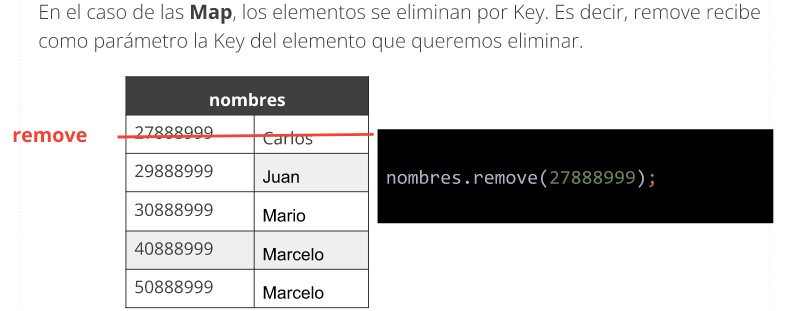 En el caso de las Map, los elementos se eliminan por Key. Es decir, remove recibe
como parámetro la Key del elemento que queremos eliminar.
nombres
remove
27888999 Carlos
29888999 Juan
30888999 Mario
40888999 Marcelo
50888999 Marcelo
nombres.remove(27888999);